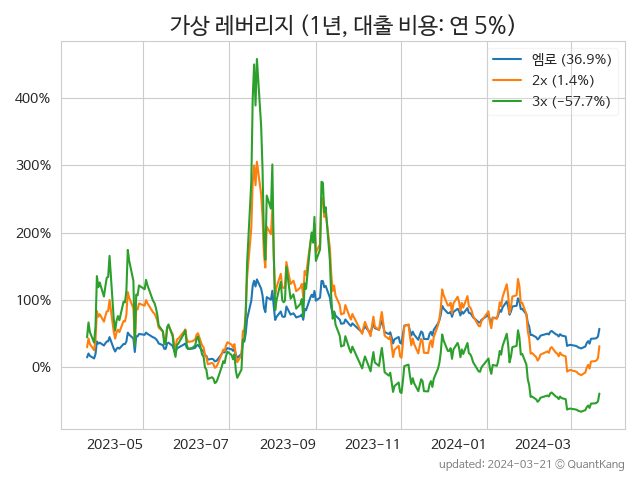 가상 레버리지 (1년, 대출 비용: 연 5%)
엠로 (36.9%)
2x (1.4%)
3x (−57.7%)
400%
300%
200%
100%
0%
2023-05
2023-07
2023-09
2023-11
2024-01
2024-03
updated: 2024-03-21 © QuantKang